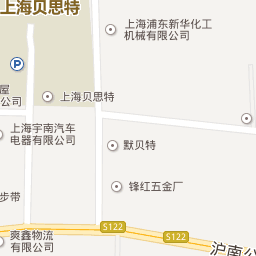 上海贝思特
上海浦东新华化工
机械有限公司
P
屋
公司
上海贝思特
上海宇南汽车
电器有限公司
默贝特
锋红五金厂
步带
S122
S122
爽鑫物流
有限公司
沪南公